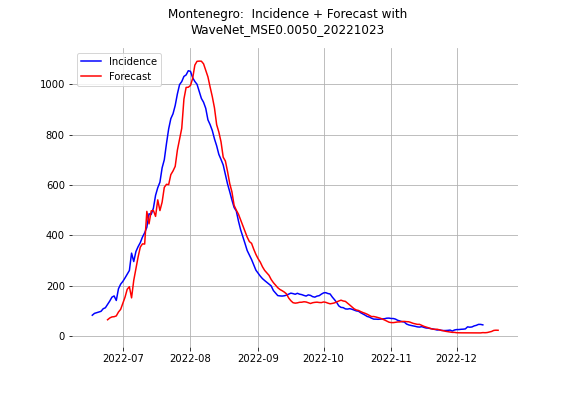 Montenegro:  Incidence + Forecast with
WaveNet_MSE0.0050_20221023
Incidence
Forecast
1000
800
600
400
200
0
2022-07 2022-08 2022-09 2022-10 2022-11 2022-12